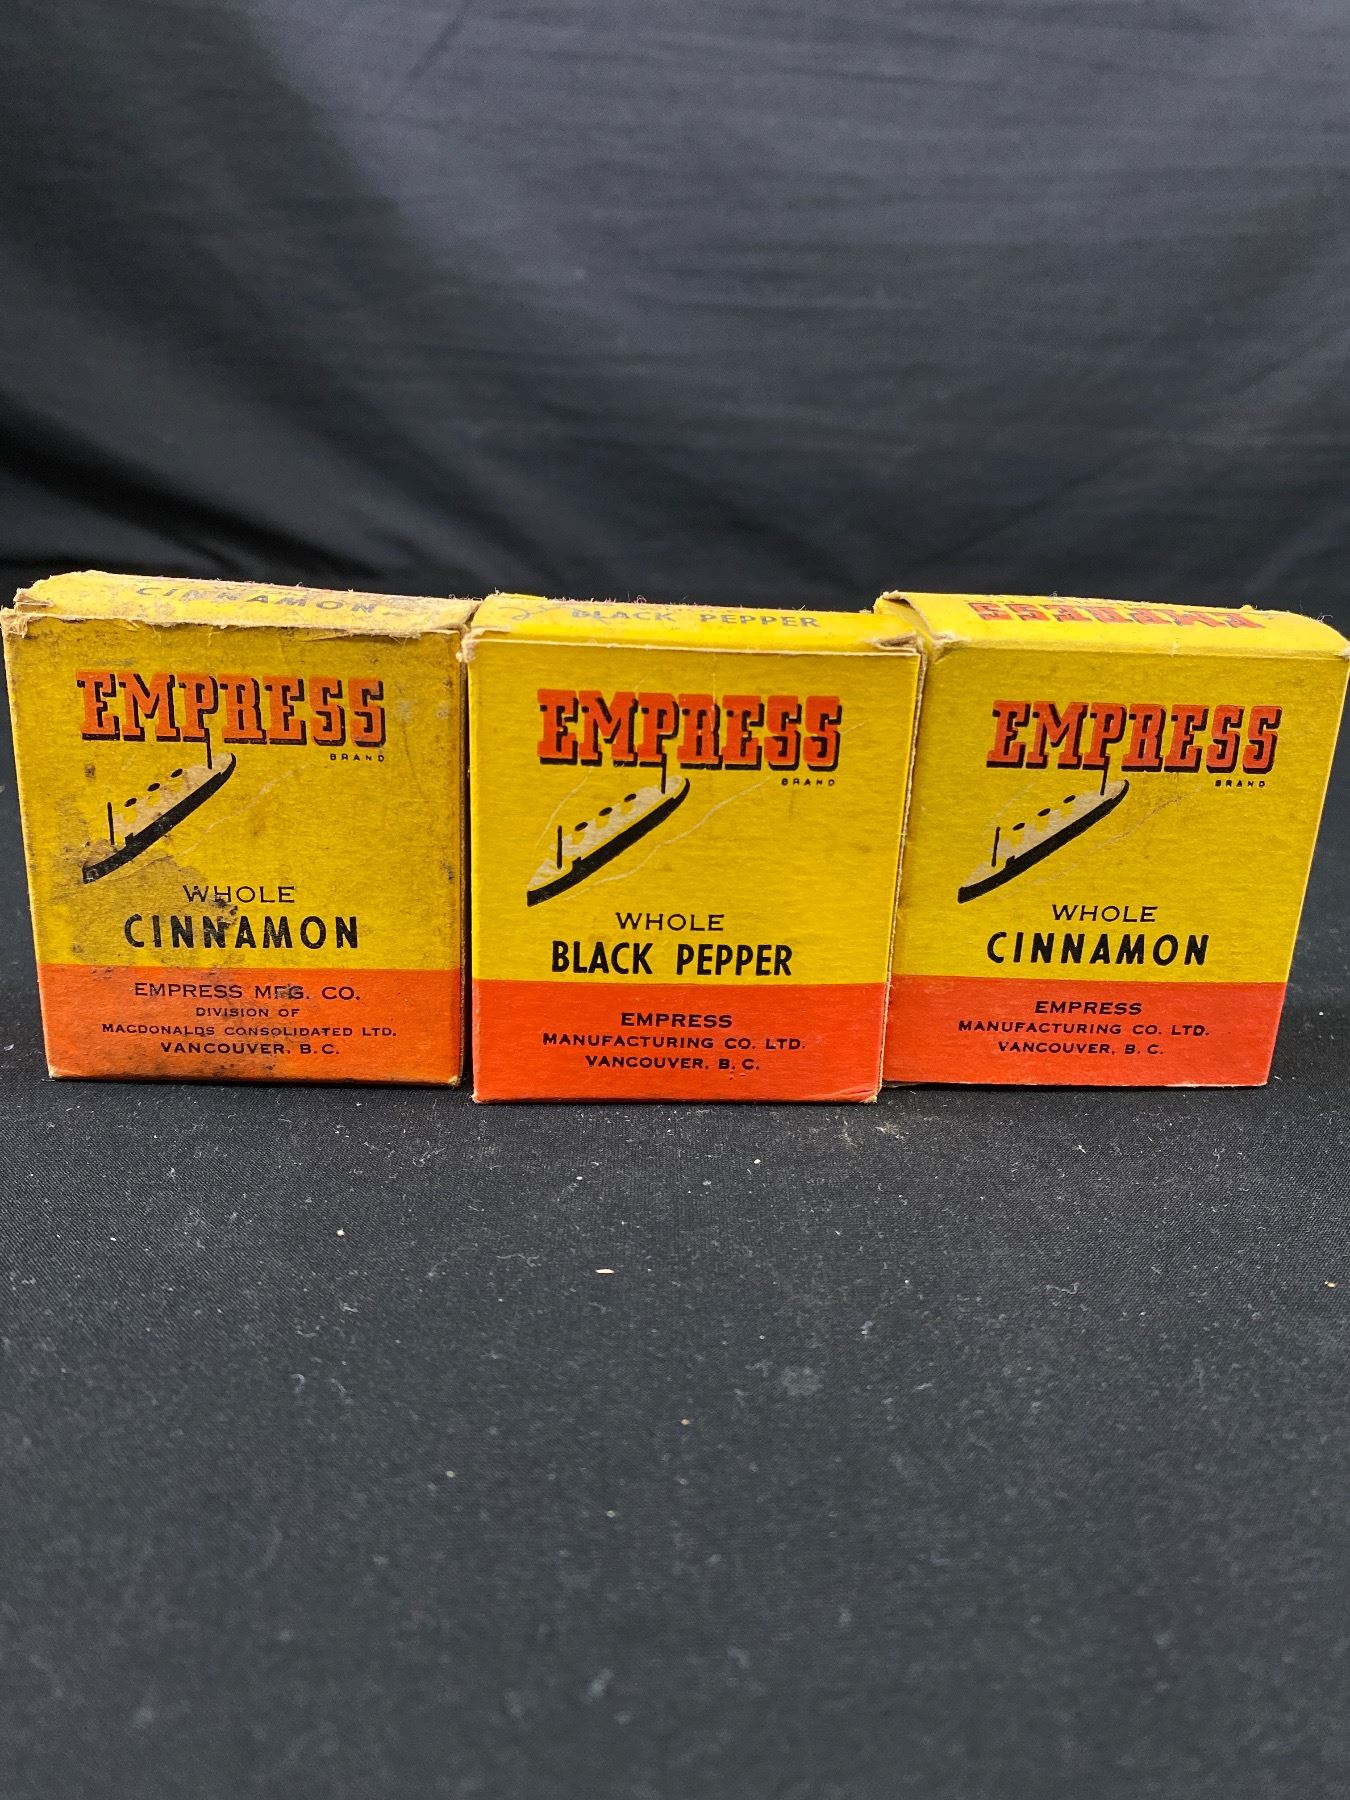 CINNAMON
EMPRESS
BRAND
WHOLE
CINNAMON
EMPRESS MFG. CO.
DIVISION OF
MACDONALDS CONSOLIDATED LTD.
VANCOUVER, B. C.
BLACK PEPPER
EMPRESS
BRAND
WHOLE
BLACK PEPPER
EMPRESS
MANUFACTURING CO. LTD.
VANCOUVER, B. C.
EMPRESS
EMPRESS
BRAND
WHOLE
CINNAMON
EMPRESS
MANUFACTURING CO. LTD.
VANCOUVER, B. C.